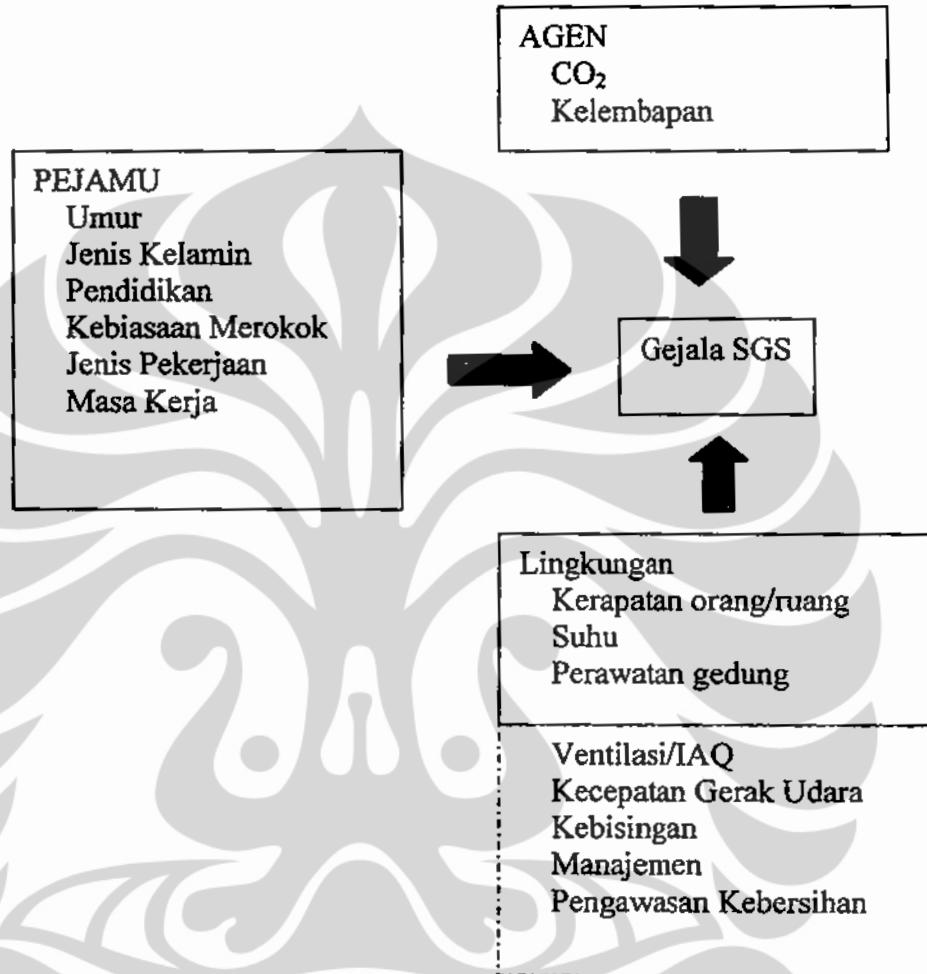 AGEN
CO₂
Kelembapan
PEJAMU
Umur
Jenis Kelamin
Pendidikan
Kebiasaan Merokok
Jenis Pekerjaan
Masa Kerja
Gejala SGS
Lingkungan
Kerapatan orang/ruang
Suhu
Perawatan gedung
Ventilasi/IAQ
Kecepatan Gerak Udara
Kebisingan
Manajemen
Pengawasan Kebersihan